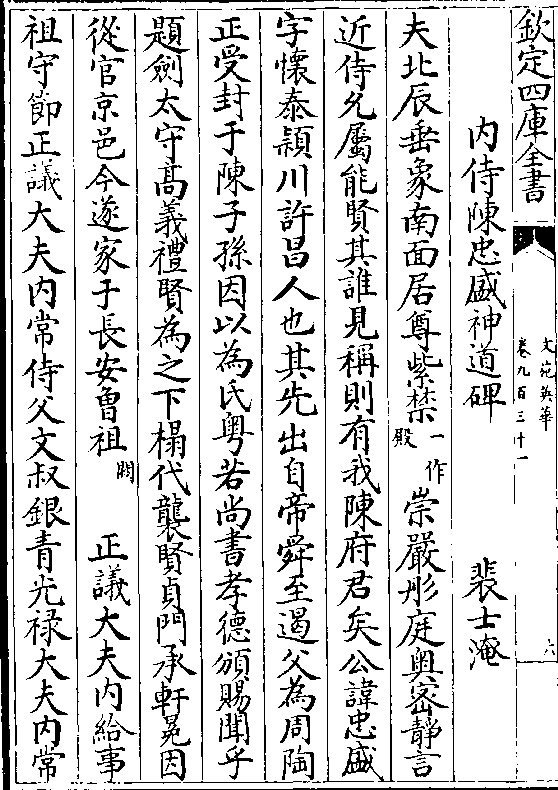 欽定四庫全書
文苑英華
卷九百三十一
六
內侍陳忠盛神道碑 裴士淹
夫北辰垂象南面居尊紫禁一作殿崇嚴彤庭奧密靜言
近侍允屬能賢其誰見稱則有我陳府君矣公諱忠盛
字懷泰潁川許昌人也其先出自帝舜至遏父為周陶
正受封于陳子孫因以為氏粤若尚書孝德頒賜聞乎
題劍太守髙義禮賢為之下榻代襲賢貞門承軒冕因
從官京邑今遂家于長安曾祖闕正議大夫內給事
祖守節正議大夫內常侍父文叔銀青光禄大夫內常